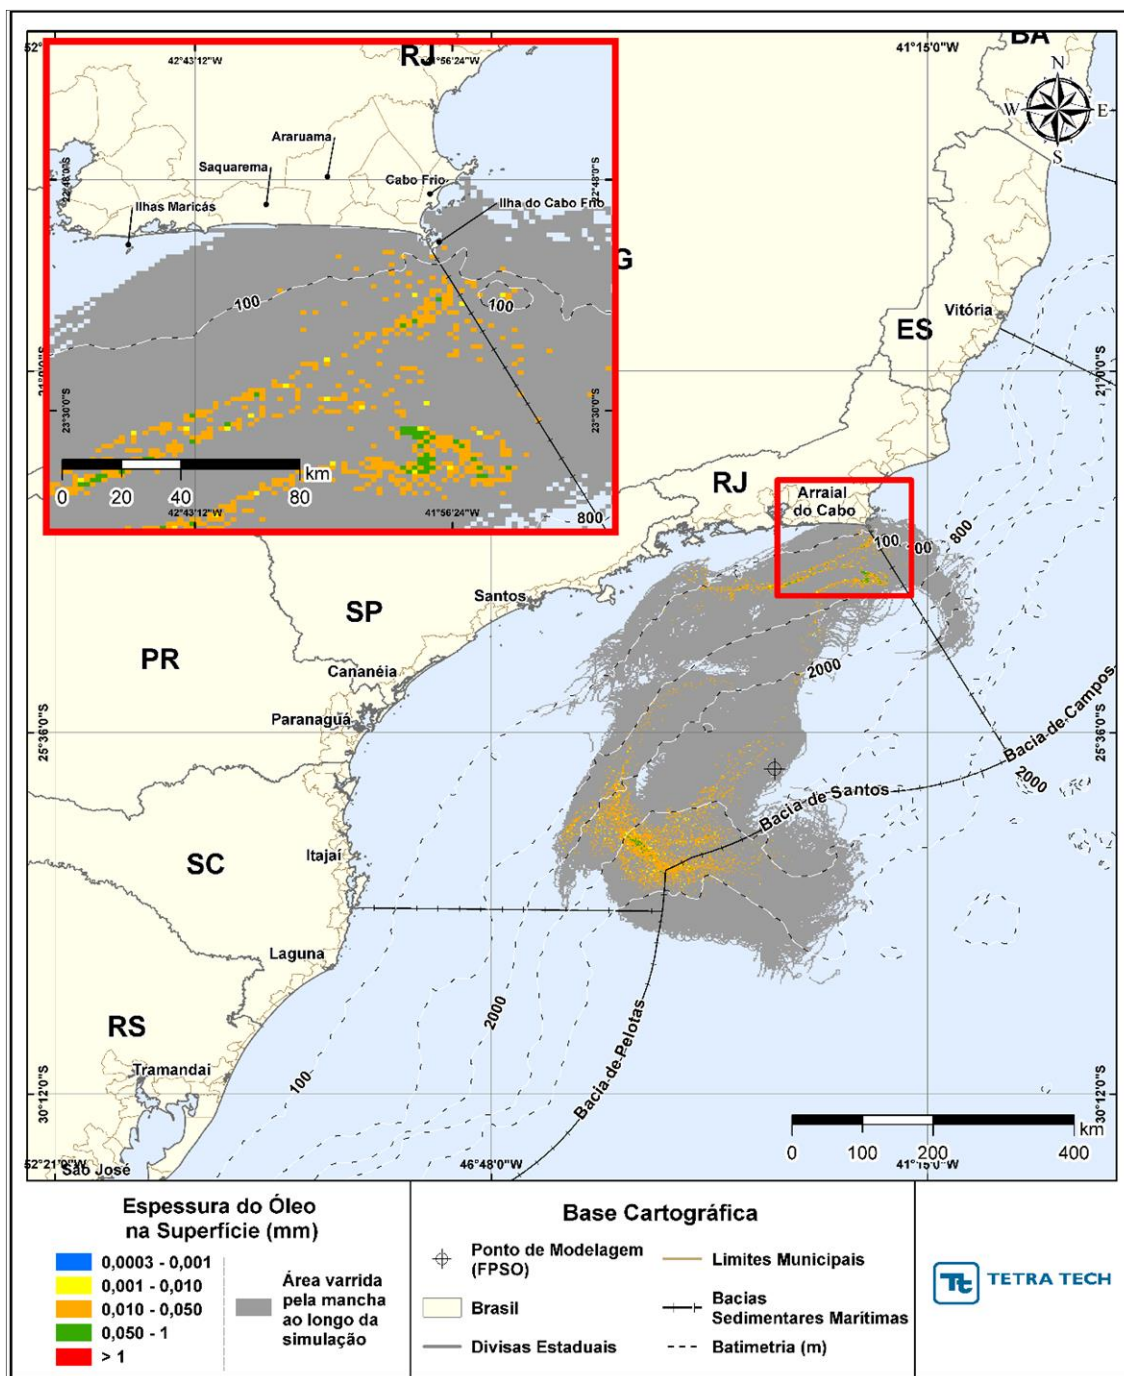 52°
41°15'0"W
BA
RJ
42°43'12"W
41°56'24"W
N
W
E
S
Araruama
Saquarema
Cabo Frio
Ilhas Maricás
Ilha do Cabo Frio
22°48'0"S
22°48'0"S
100
100
G
ES
Vitória
21°0'0"S
23°30'0"S
23°30'0"S
0 20 40 80
km
42°43'12"W
41°56'24"W
800
RJ
Arraial
do Cabo
100
800
SP
Santos
PR
Cananéia
2000
Paranaguá
25°36'0"S
25°36'0"S
Bacia de Campos
2000
Bacia de Santos
SC
Itajaí
Laguna
2000
RS
100
Bacia de Pelotas
Tramandaí
30°12'0"S
30°12'0"S
0 100 200 400
km
52°21'0"W
46°48'0"W
41°15'0"W
São José
Espessura do Óleo
na Superfície (mm)
0,0003 - 0,001
0,001 - 0,010
0,010 - 0,050
0,050 - 1
> 1
Área varrida
pela mancha
ao longo da
simulação
Base Cartográfica
Ponto de Modelagem
(FPSO)
Brasil
Divisas Estaduais
Limites Municipais
Bacias
Sedimentares Marítimas
Batimetria (m)
Tt
TETRA TECH